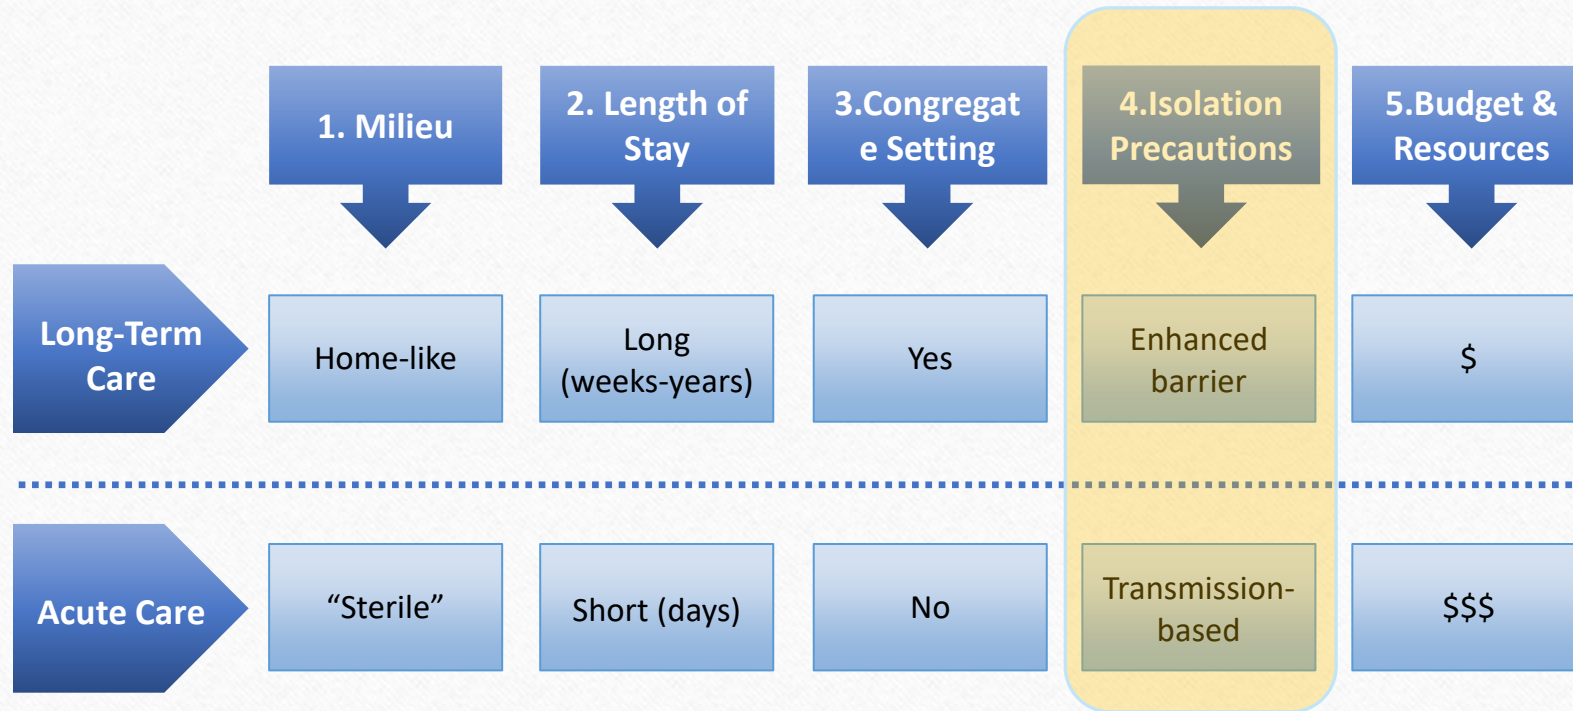 1. Milieu
2. Length of
Stay
3.Congregat
e Setting
4.Isolation
Precautions
5.Budget &
Resources
Long-Term
Care
Home-like
Long
(weeks-years)
Yes
Enhanced
barrier
$
Acute Care
“Sterile”
Short (days)
No
Transmission-
based
$$$